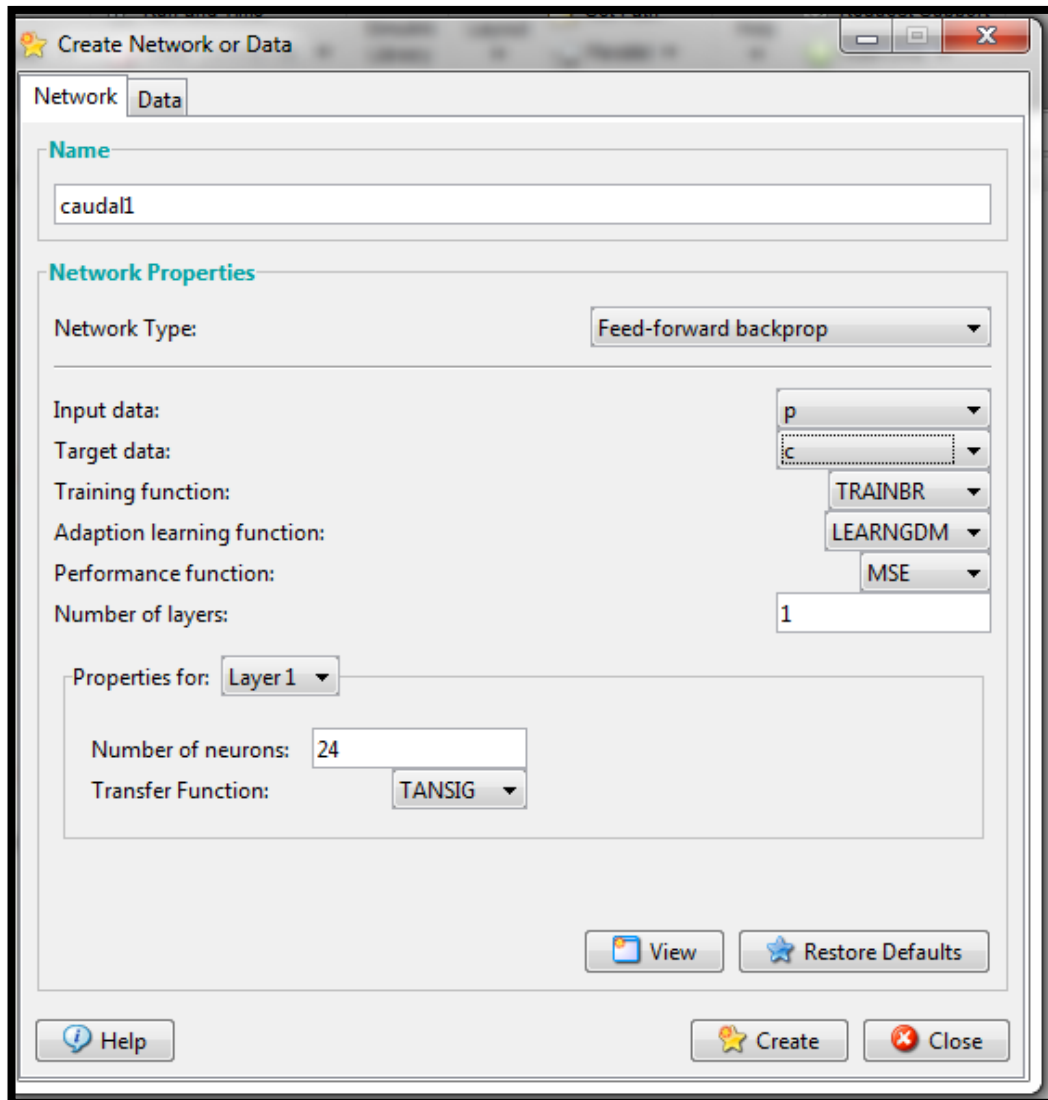 Create Network or Data
Network Data
Name
caudal1
Network Properties
Network Type: Feed-forward backprop
Input data: p
Target data: c
Training function: TRAINBR
Adaption learning function: LEARNGDM
Performance function: MSE
Number of layers: 1
Properties for: Layer 1
Number of neurons: 24
Transfer Function: TANSIG
View Restore Defaults
Help Create Close